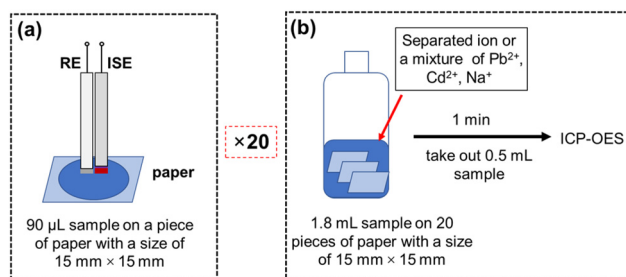 (a)
RE
ISE
paper
90 µL sample on a piece
of paper with a size of
15 mm × 15 mm
×20
(b)
Separated ion or
a mixture of Pb²⁺,
Cd²⁺, Na⁺
1 min
take out 0.5 mL
sample
ICP-OES
1.8 mL sample on 20
pieces of paper with a size
of 15 mm × 15 mm